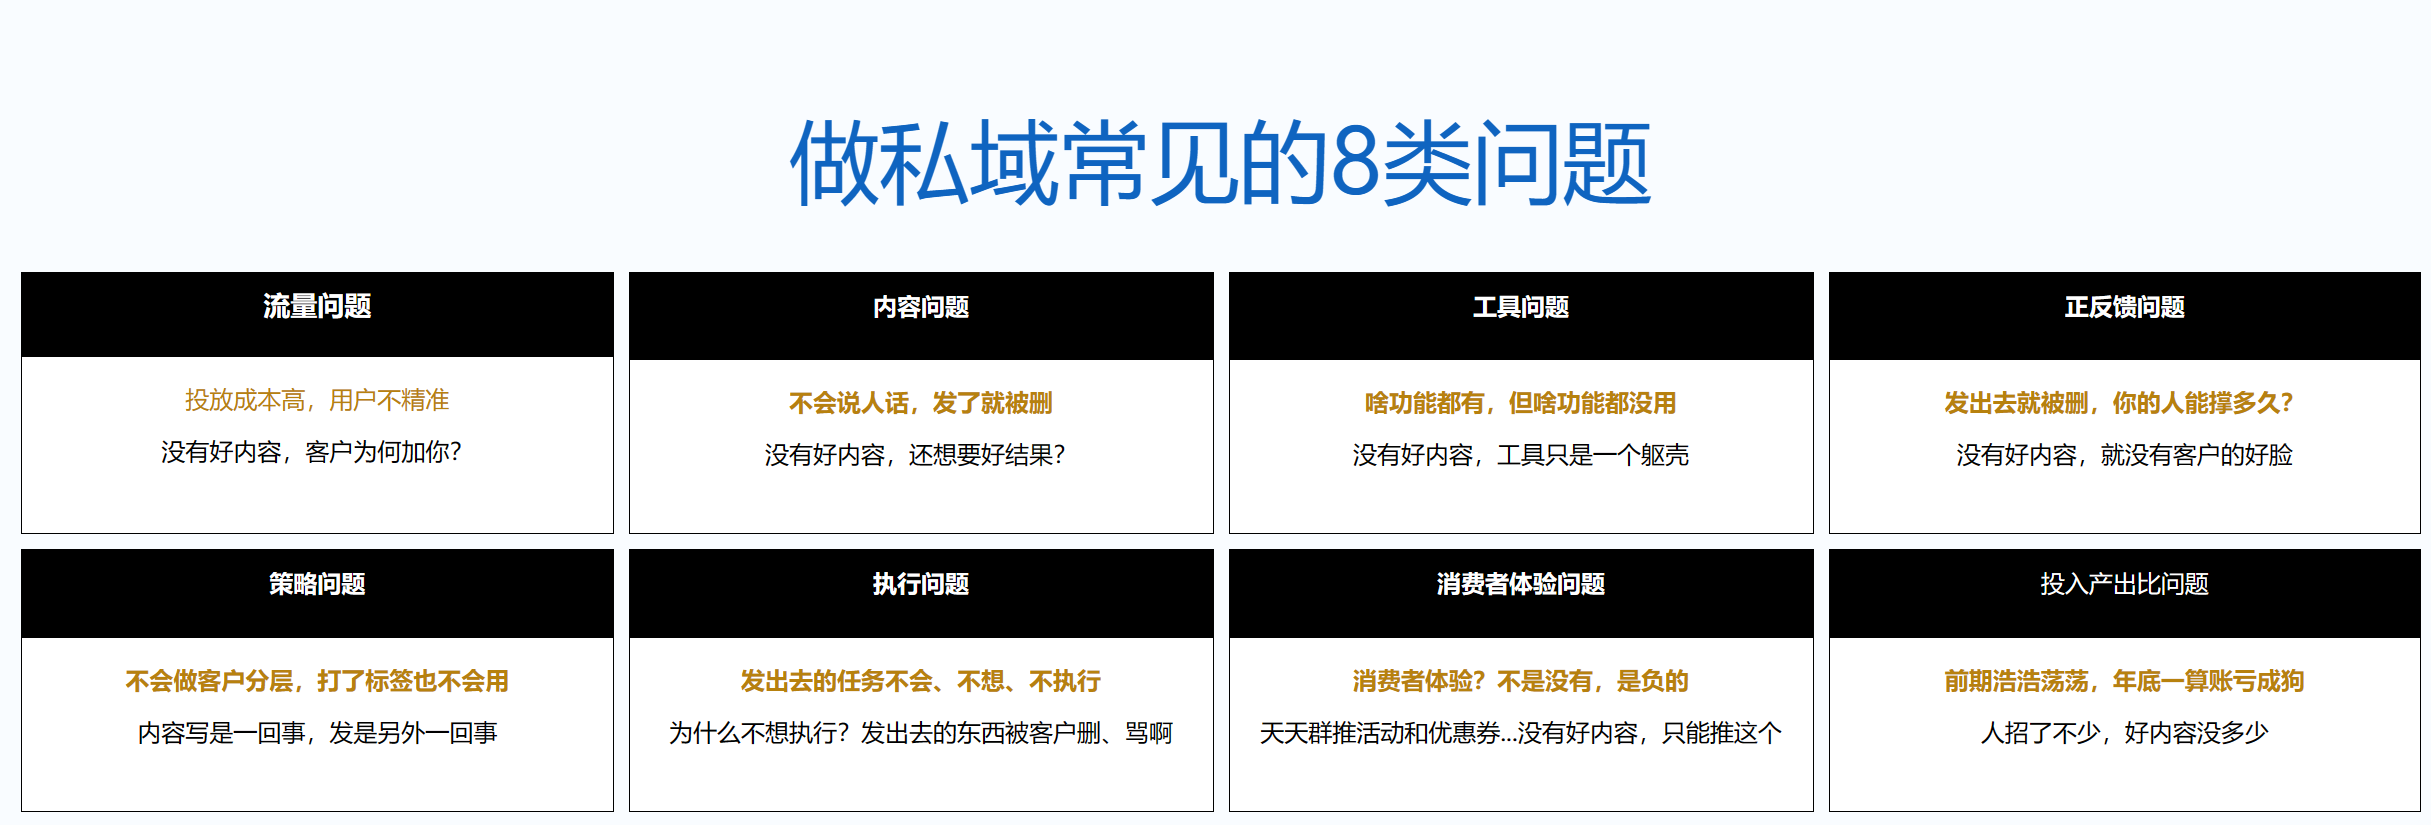 做私域常见的8类问题
流量问题
投放成本高，用户不精准
没有好内容，客户为何加你？
内容问题
不会说人话，发了就被删
没有好内容，还想要好结果？
工具问题
啥功能都有，但啥功能都没用
没有好内容，工具只是一个躯壳
正反馈问题
发出去就被删，你的人能撑多久？
没有好内容，就没有客户的好脸
策略问题
不会做客户分层，打了标签也不会用
内容写是一回事，发是另外一回事
执行问题
发出去的任务不会、不想、不执行
为什么不想执行？发出去的东西被客户删、骂啊
消费者体验问题
消费者体验？不是没有，是负的
天天群推活动和优惠券...没有好内容，只能推这个
投入产出比问题
前期浩浩荡荡，年底一算账亏成狗
人招了不少，好内容没多少